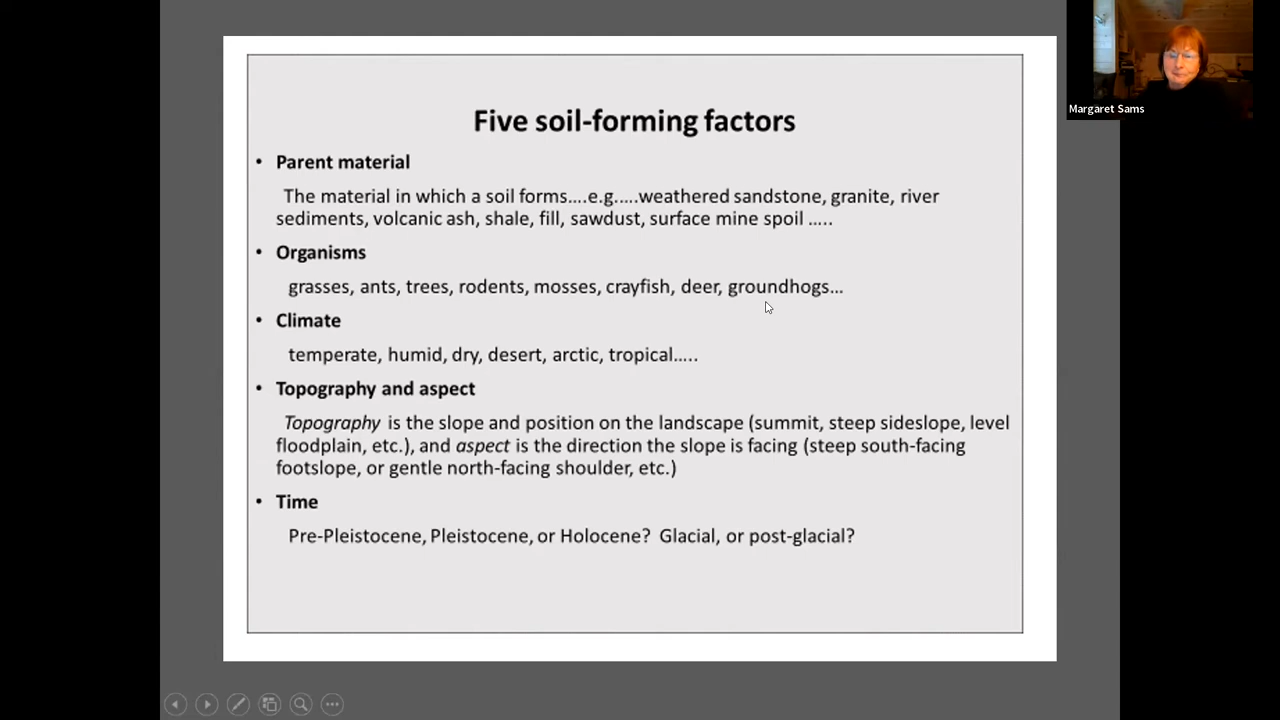 Five soil-forming factors
• Parent material
The material in which a soil forms….e.g.….weathered sandstone, granite, river
sediments, volcanic ash, shale, fill, sawdust, surface mine spoil …..
• Organisms
grasses, ants, trees, rodents, mosses, crayfish, deer, groundhogs…
• Climate
temperate, humid, dry, desert, arctic, tropical…..
• Topography and aspect
Topography is the slope and position on the landscape (summit, steep sideslope, level
floodplain, etc.), and aspect is the direction the slope is facing (steep south-facing
footslope, or gentle north-facing shoulder, etc.)
• Time
Pre-Pleistocene, Pleistocene, or Holocene? Glacial, or post-glacial?
Margaret Sams